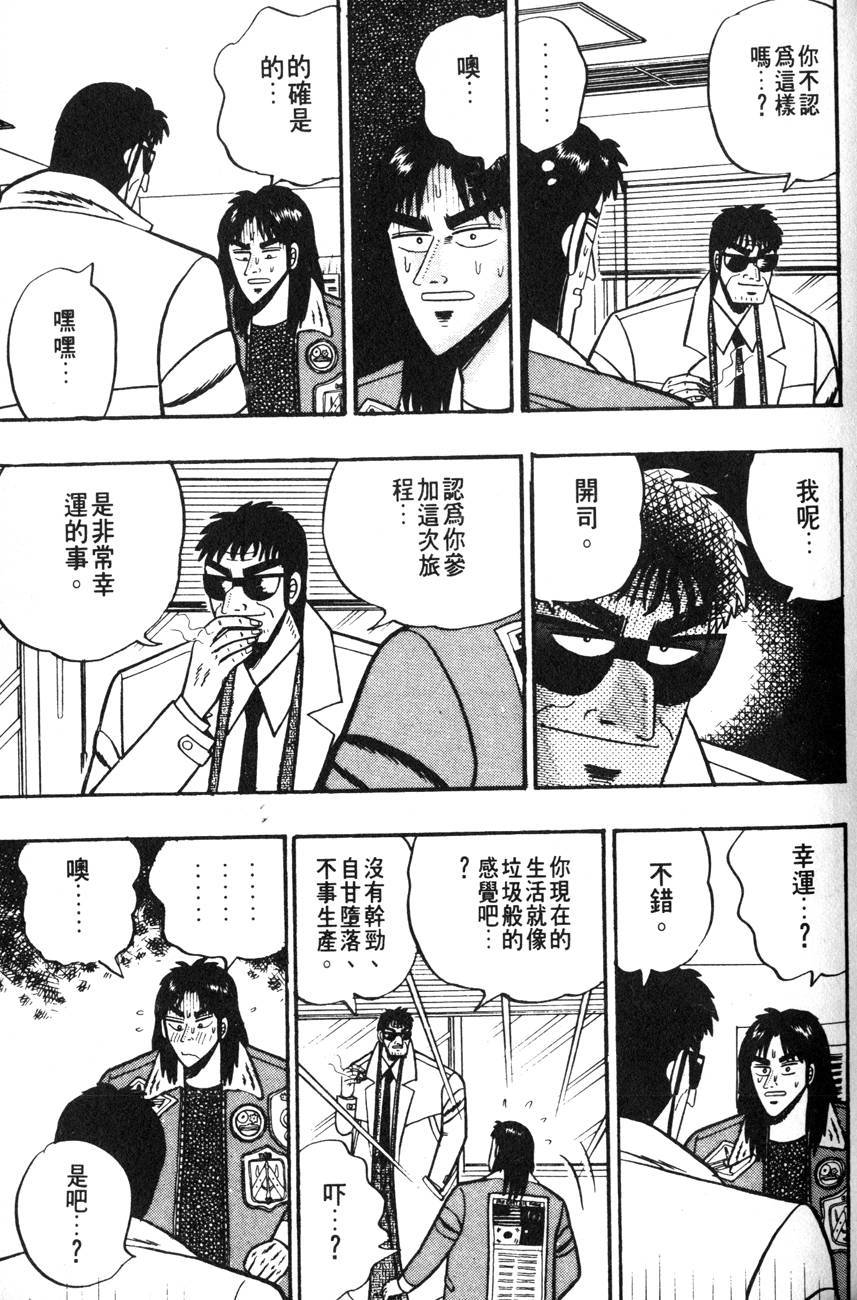 你不認
為這樣
嗎…?
……
噢…
的確是
的…
嘿嘿…
我呢…
開司。
認為你參
加這次旅
程…
是非常幸
運的事。
幸運…?
不錯。
你現在的
生活就像
垃圾般的
感覺吧…
?
沒有幹勁、
自甘墮落、
不事生產。
吓…?
……
……
噢……
是吧…?